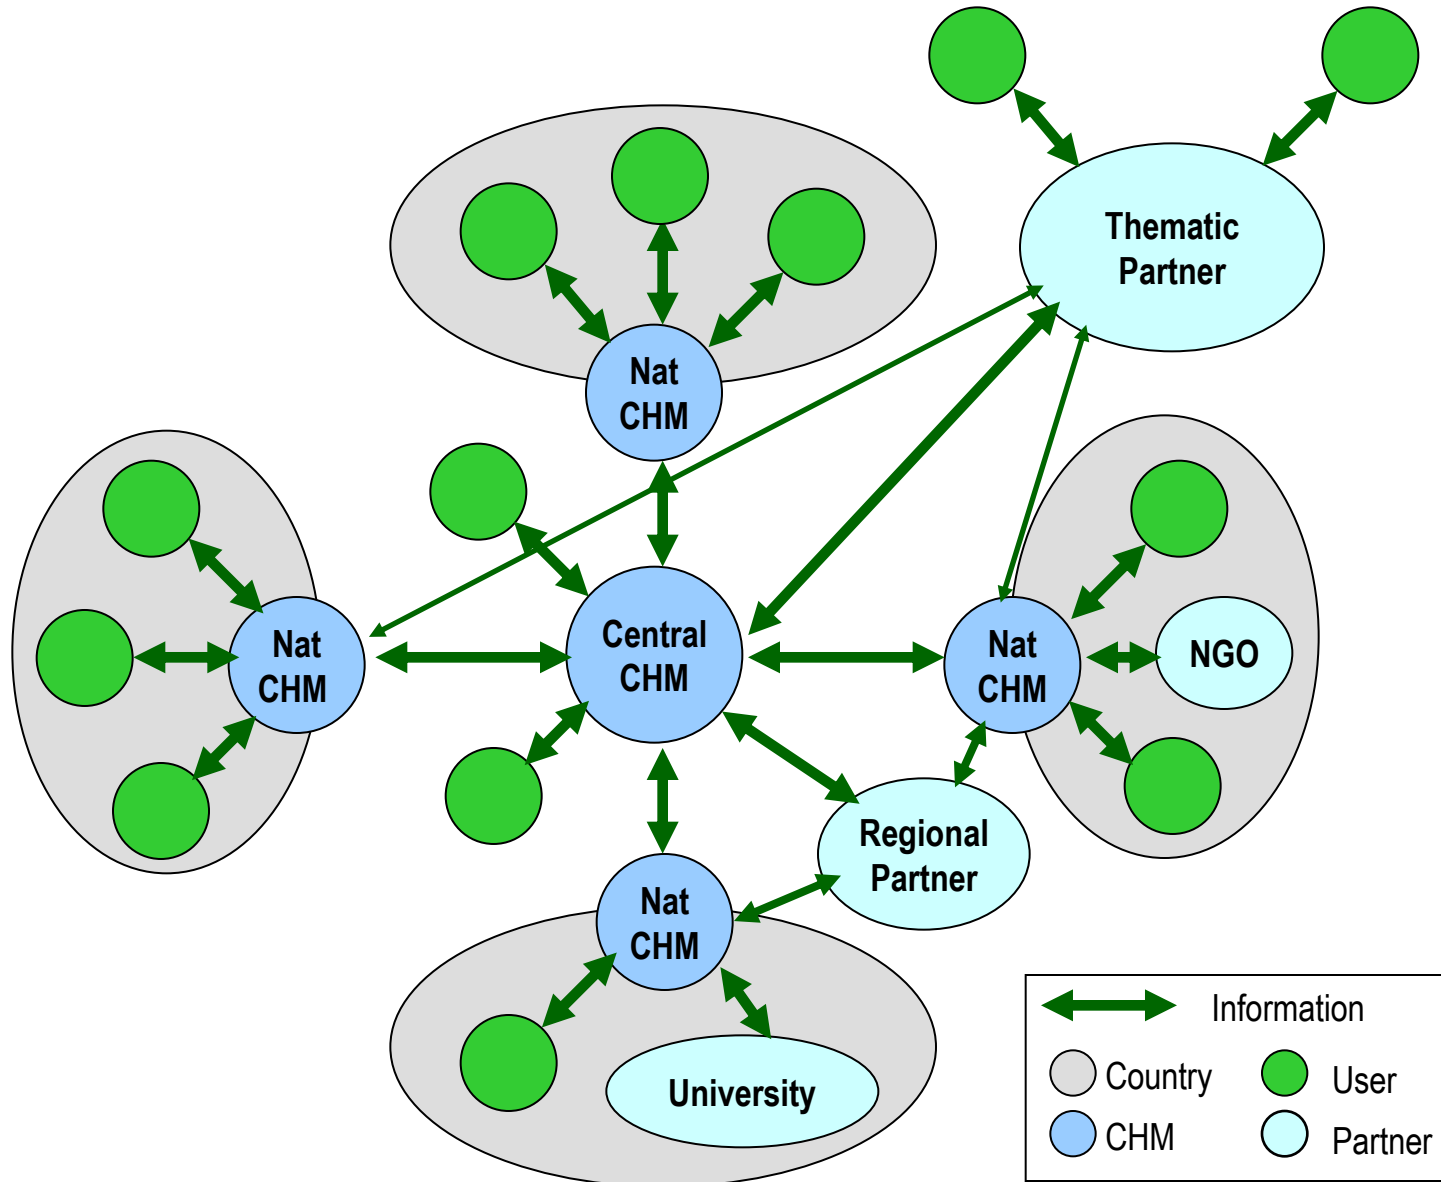 Thematic
Partner
Nat
CHM
Nat
CHM
Central
CHM
Nat
CHM
NGO
Regional
Partner
Nat
CHM
University
Information
Country
User
CHM
Partner